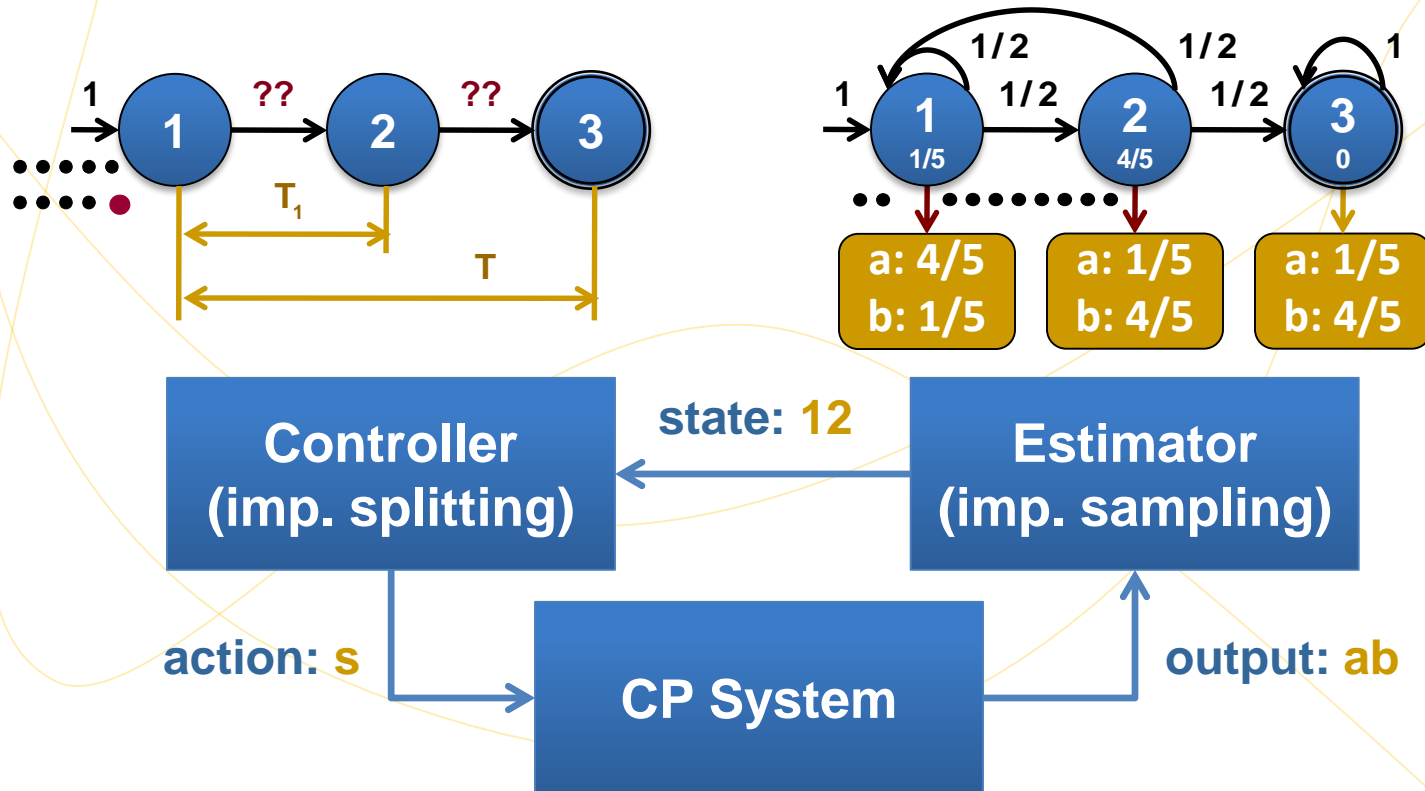 1 ?? ??
1 2 3
T₁
T
1/2 1/2 1
1 1/2 1/2
1 2 3
1/5 4/5 0
a: 4/5 a: 1/5 a: 1/5
b: 1/5 b: 4/5 b: 4/5
Controller
(imp. splitting)
state: 12
Estimator
(imp. sampling)
action: s
CP System
output: ab